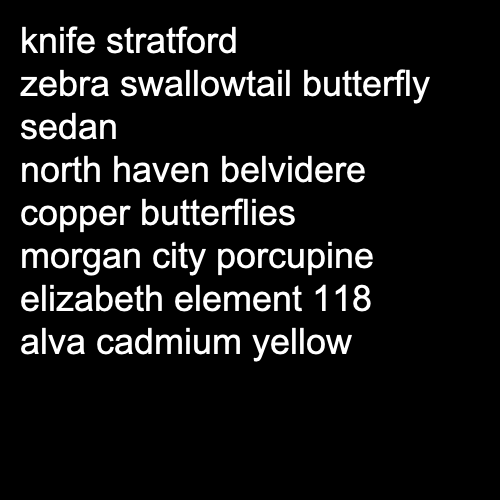 knife stratford
zebra swallowtail butterfly
sedan
north haven belvidere
copper butterflies
morgan city porcupine
elizabeth element 118
alva cadmium yellow